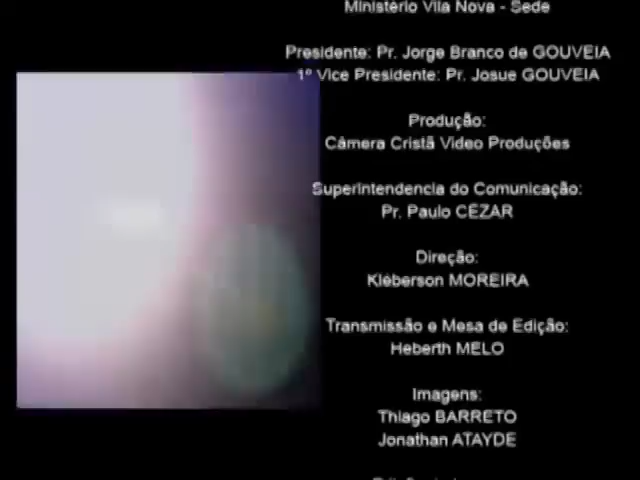 Ministério Vila Nova - Sede
Presidente: Pr. Jorge Branco de GOUVEIA
1º Vice Presidente: Pr. Josue GOUVEIA
Produção:
Câmera Cristã Video Produções
Superintendencia do Comunicação:
Pr. Paulo CÉZAR
Direção:
Kleberson MOREIRA
Transmissão e Mesa de Edição:
Heberth MELO
Imagens:
Thiago BARRETO
Jonathan ATAYDE